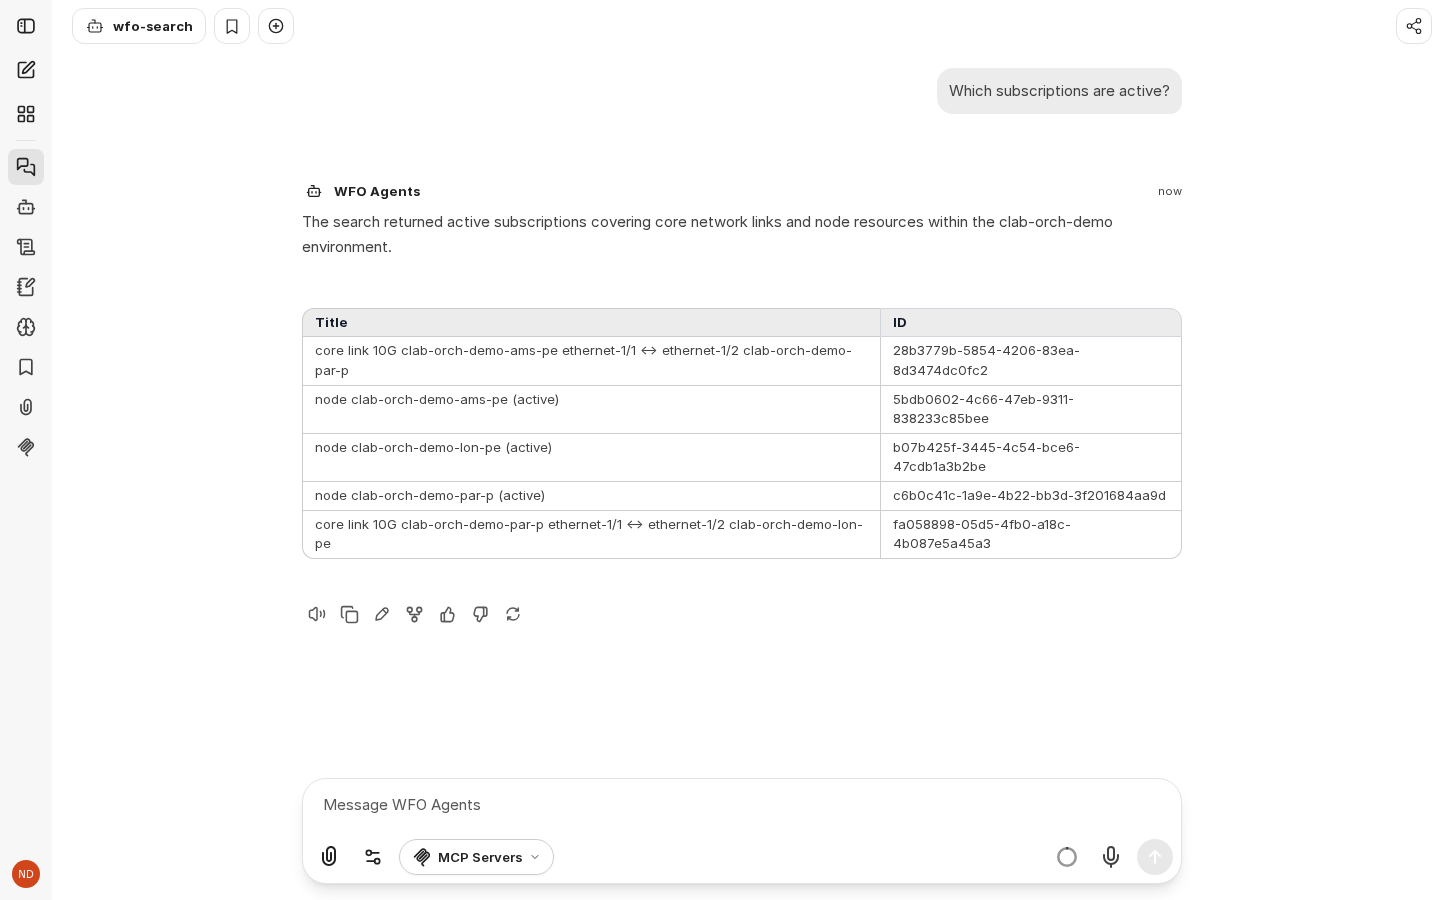 wfo-search
Which subscriptions are active?
WFO Agents
now
The search returned active subscriptions covering core network links and node resources within the clab-orch-demo
environment.
Title
ID
core link 10G clab-orch-demo-ams-pe ethernet-1/1 <-> ethernet-1/2 clab-orch-demo-
par-p
28b3779b-5854-4206-83ea-
8d3474dc0fc2
node clab-orch-demo-ams-pe (active)
5bdb0602-4c66-47eb-9311-
838233c85bee
node clab-orch-demo-lon-pe (active)
b07b425f-3445-4c54-bce6-
47cdb1a3b2be
node clab-orch-demo-par-p (active)
c6b0c41c-1a9e-4b22-bb3d-3f201684aa9d
core link 10G clab-orch-demo-par-p ethernet-1/1 <-> ethernet-1/2 clab-orch-demo-lon-
pe
fa058898-05d5-4fb0-a18c-
4b087e5a45a3
Message WFO Agents
MCP Servers
ND